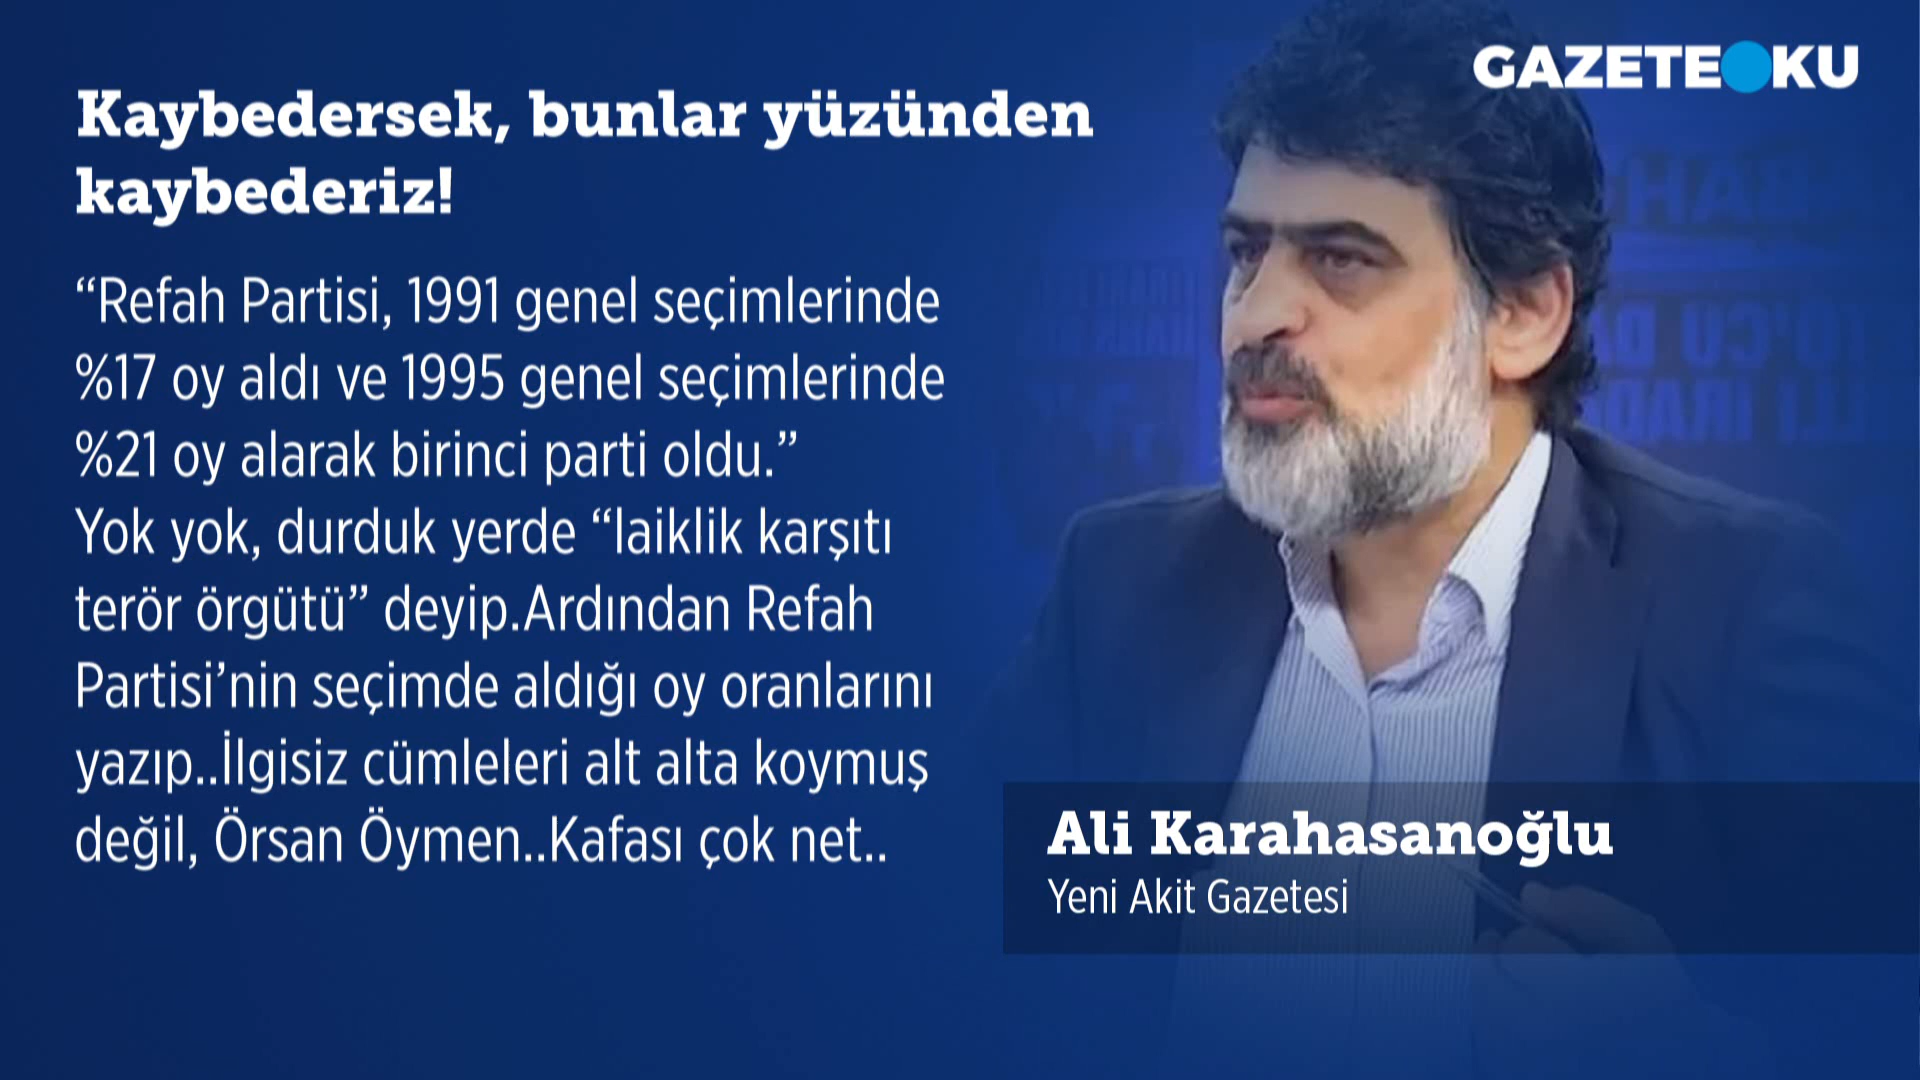 GAZETE OKU
Kaybedersek, bunlar yüzünden
kaybederiz!
“Refah Partisi, 1991 genel seçimlerinde
%17 oy aldı ve 1995 genel seçimlerinde
%21 oy alarak birinci parti oldu.”
Yok yok, durduk yerde “laiklik karşıtı
terör örgütü” deyip.Ardından Refah
Partisi’nin seçimde aldığı oy oranlarını
yazıp..İlgisiz cümleleri alt alta koymuş
değil, Örsan Öymen..Kafası çok net..
Ali Karahasanoğlu
Yeni Akit Gazetesi